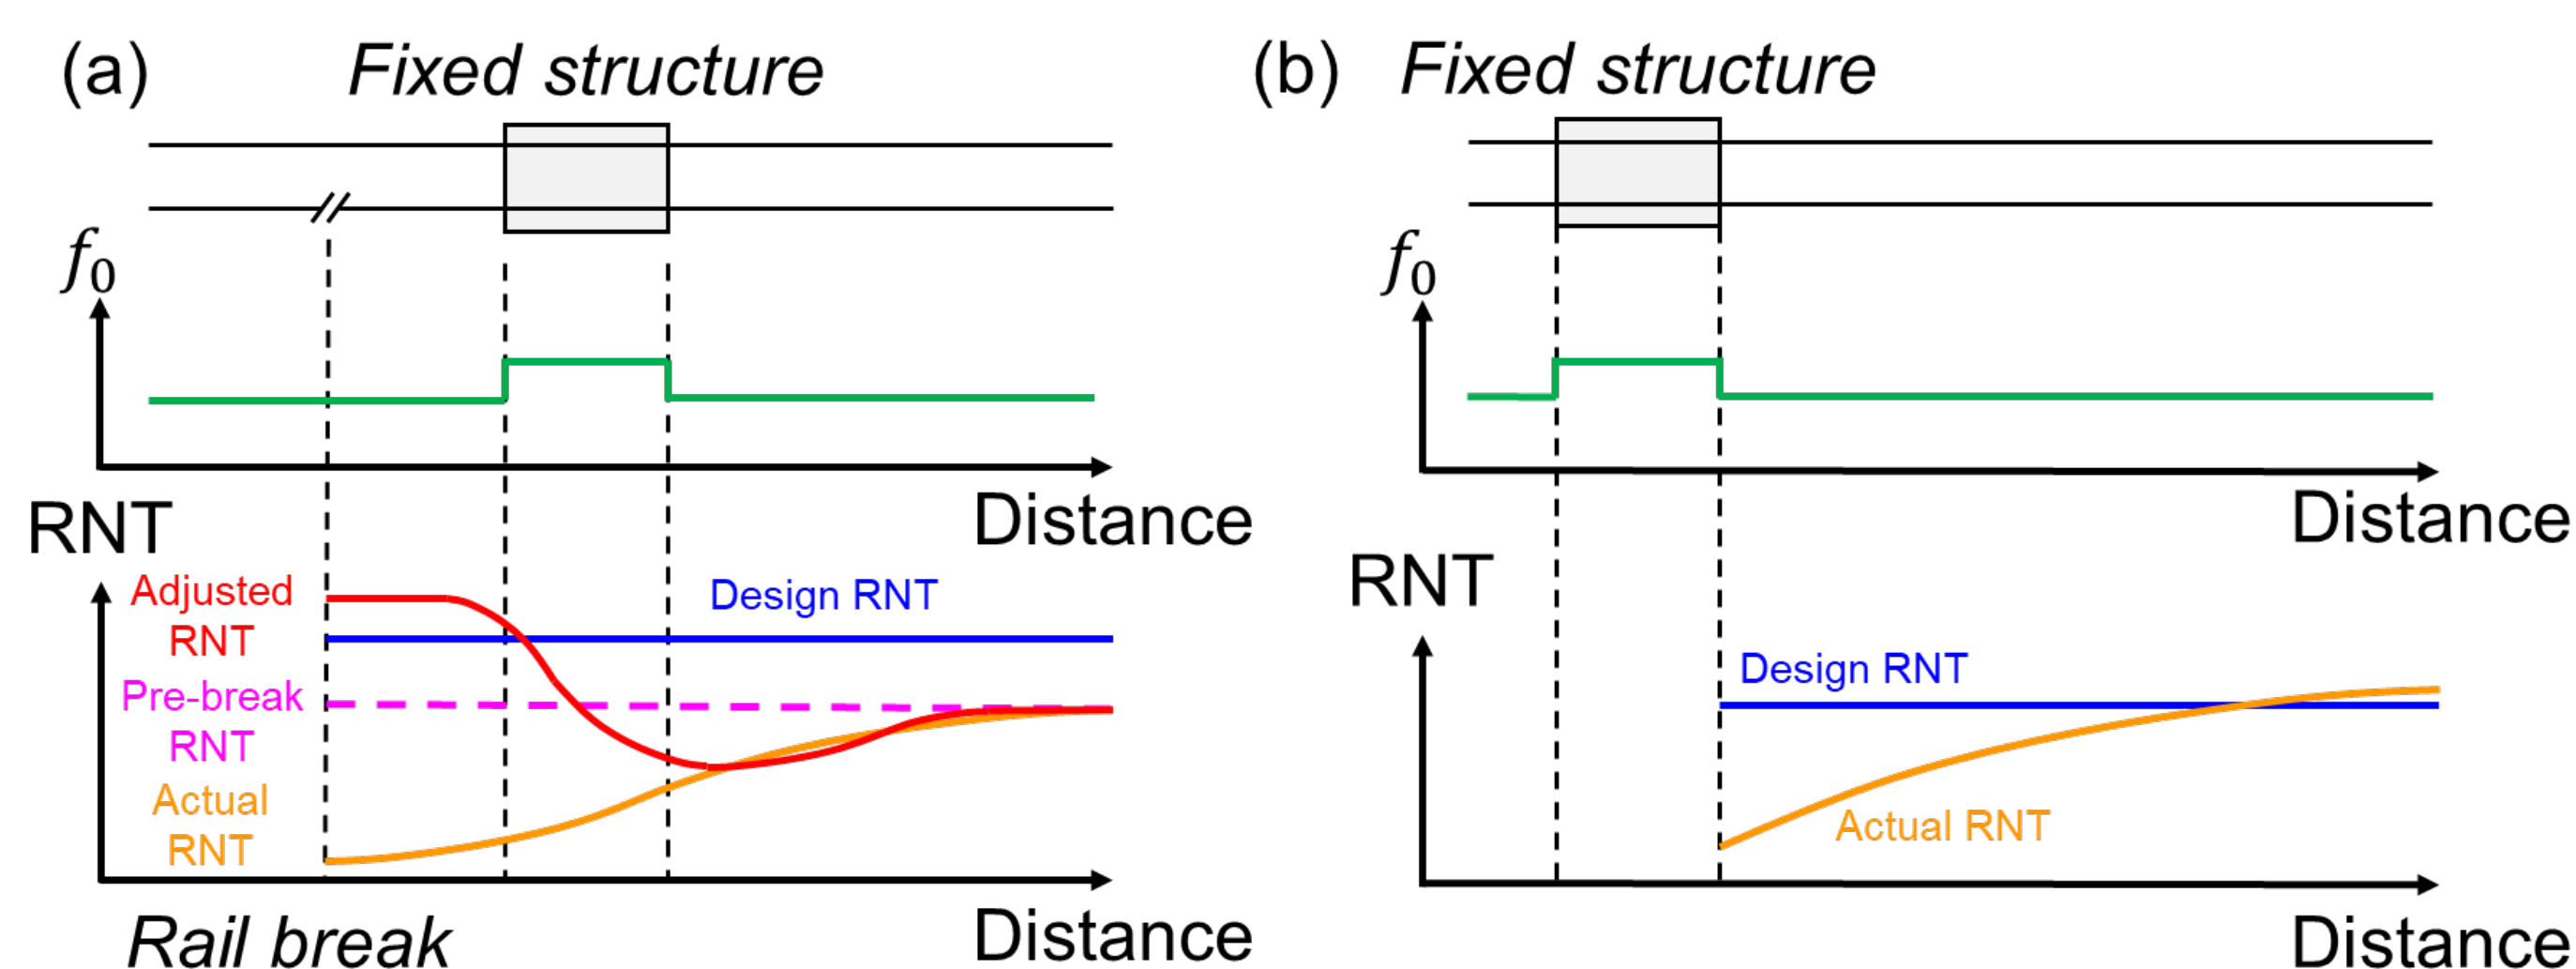 (a)
Fixed structure
f0
Distance
RNT
Adjusted
RNT
Design RNT
Pre-break
RNT
Actual
RNT
Rail break
Distance
(b)
Fixed structure
f0
Distance
RNT
Design RNT
Actual RNT
Distance